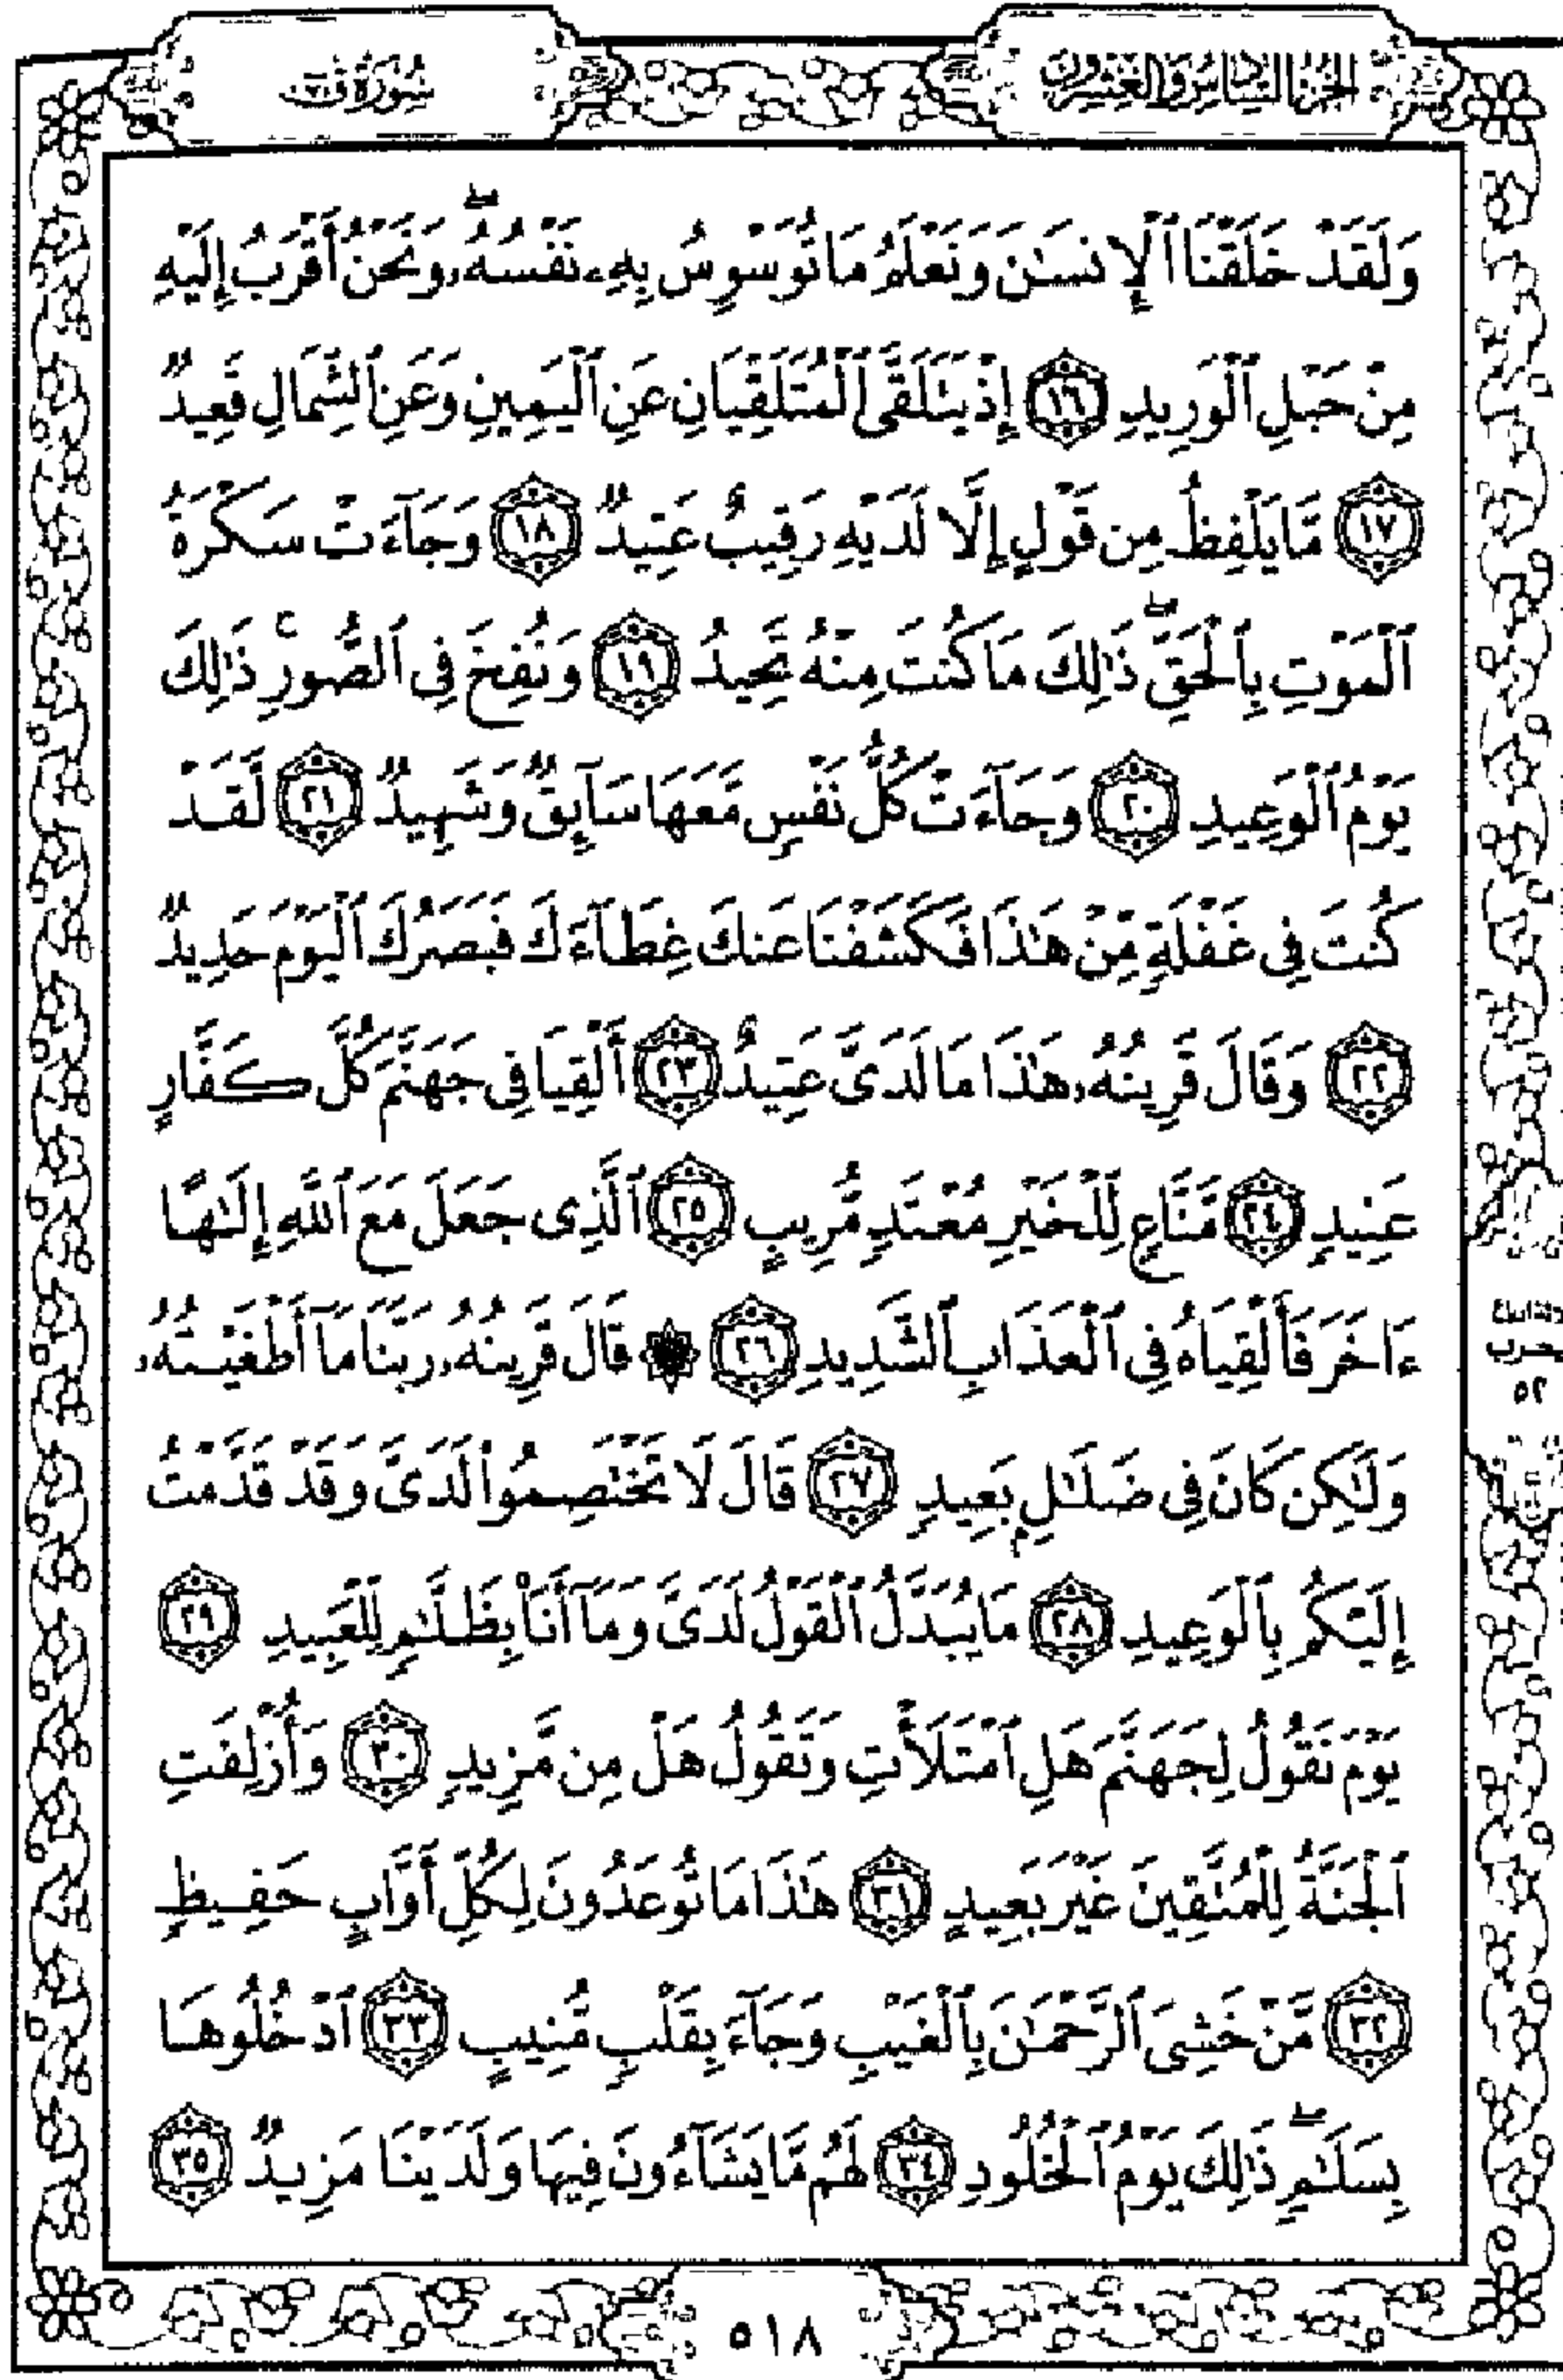 الجزء السادس والعشرون
سورة ق
وَلَقَدْ خَلَقْنَا ٱلْإِنسَـٰنَ وَنَعْلَمُ مَا تُوَسْوِسُ بِهِۦ نَفْسُهُۥ ۖ وَنَحْنُ أَقْرَبُ إِلَيْهِ
مِنْ حَبْلِ ٱلْوَرِيدِ ١٦ إِذْ يَتَلَقَّى ٱلْمُتَلَقِّيَانِ عَنِ ٱلْيَمِينِ وَعَنِ ٱلشِّمَالِ قَعِيدٌ
١٧ مَّا يَلْفِظُ مِن قَوْلٍ إِلَّا لَدَيْهِ رَقِيبٌ عَتِيدٌ ١٨ وَجَآءَتْ سَكْرَةُ
ٱلْمَوْتِ بِٱلْحَقِّ ۖ ذَٰلِكَ مَا كُنتَ مِنْهُ تَحِيدُ ١٩ وَنُفِخَ فِى ٱلصُّورِ ۚ ذَٰلِكَ
يَوْمُ ٱلْوَعِيدِ ٢٠ وَجَآءَتْ كُلُّ نَفْسٍ مَّعَهَا سَآئِقٌ وَشَهِيدٌ ٢١ لَّقَدْ
كُنتَ فِى غَفْلَةٍ مِّنْ هَـٰذَا فَكَشَفْنَا عَنكَ غِطَآءَكَ فَبَصَرُكَ ٱلْيَوْمَ حَدِيدٌ
٢٢ وَقَالَ قَرِينُهُۥ هَـٰذَا مَا لَدَىَّ عَتِيدٌ ٢٣ أَلْقِيَا فِى جَهَنَّمَ كُلَّ كَفَّارٍ
عَنِيدٍ ٢٤ مَّنَّاعٍ لِّلْخَيْرِ مُعْتَدٍ مُّرِيبٍ ٢٥ ٱلَّذِى جَعَلَ مَعَ ٱللَّهِ إِلَـٰهًا
ءَاخَرَ فَأَلْقِيَاهُ فِى ٱلْعَذَابِ ٱلشَّدِيدِ ٢٦ ۞ قَالَ قَرِينُهُۥ رَبَّنَا مَآ أَطْغَيْتُهُۥ
وَلَـٰكِن كَانَ فِى ضَلَـٰلٍۭ بَعِيدٍ ٢٧ قَالَ لَا تَخْتَصِمُوا۟ لَدَىَّ وَقَدْ قَدَّمْتُ
إِلَيْكُم بِٱلْوَعِيدِ ٢٨ مَا يُبَدَّلُ ٱلْقَوْلُ لَدَىَّ وَمَآ أَنَا۠ بِظَلَّـٰمٍ لِّلْعَبِيدِ ٢٩
يَوْمَ نَقُولُ لِجَهَنَّمَ هَلِ ٱمْتَلَأْتِ وَتَقُولُ هَلْ مِن مَّزِيدٍ ٣٠ وَأُزْلِفَتِ
ٱلْجَنَّةُ لِلْمُتَّقِينَ غَيْرَ بَعِيدٍ ٣١ هَـٰذَا مَا تُوعَدُونَ لِكُلِّ أَوَّابٍ حَفِيظٍ
٣٢ مَّنْ خَشِىَ ٱلرَّحْمَـٰنَ بِٱلْغَيْبِ وَجَآءَ بِقَلْبٍ مُّنِيبٍ ٣٣ ٱدْخُلُوهَا
بِسَلَـٰمٍ ۖ ذَٰلِكَ يَوْمُ ٱلْخُلُودِ ٣٤ لَهُم مَّا يَشَآءُونَ فِيهَا وَلَدَيْنَا مَزِيدٌ ٣٥
حزب
٥٢
٥١٨